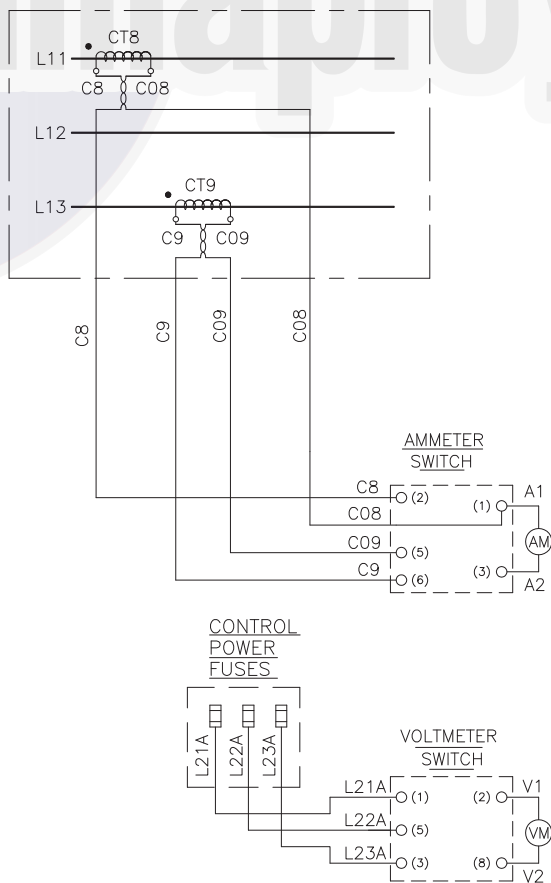 CT8
L11
C8
C08
L12
CT9
L13
C9
C09
C8
C9
C09
C08
AMMETER
SWITCH
C8
(2)
(1)
A1
C08
AM
C09
(5)
C9
(6)
(3)
A2
CONTROL
POWER
FUSES
L21A
L22A
L23A
VOLTMETER
SWITCH
L21A
(1)
(2)
V1
L22A
(5)
VM
L23A
(3)
(8)
V2